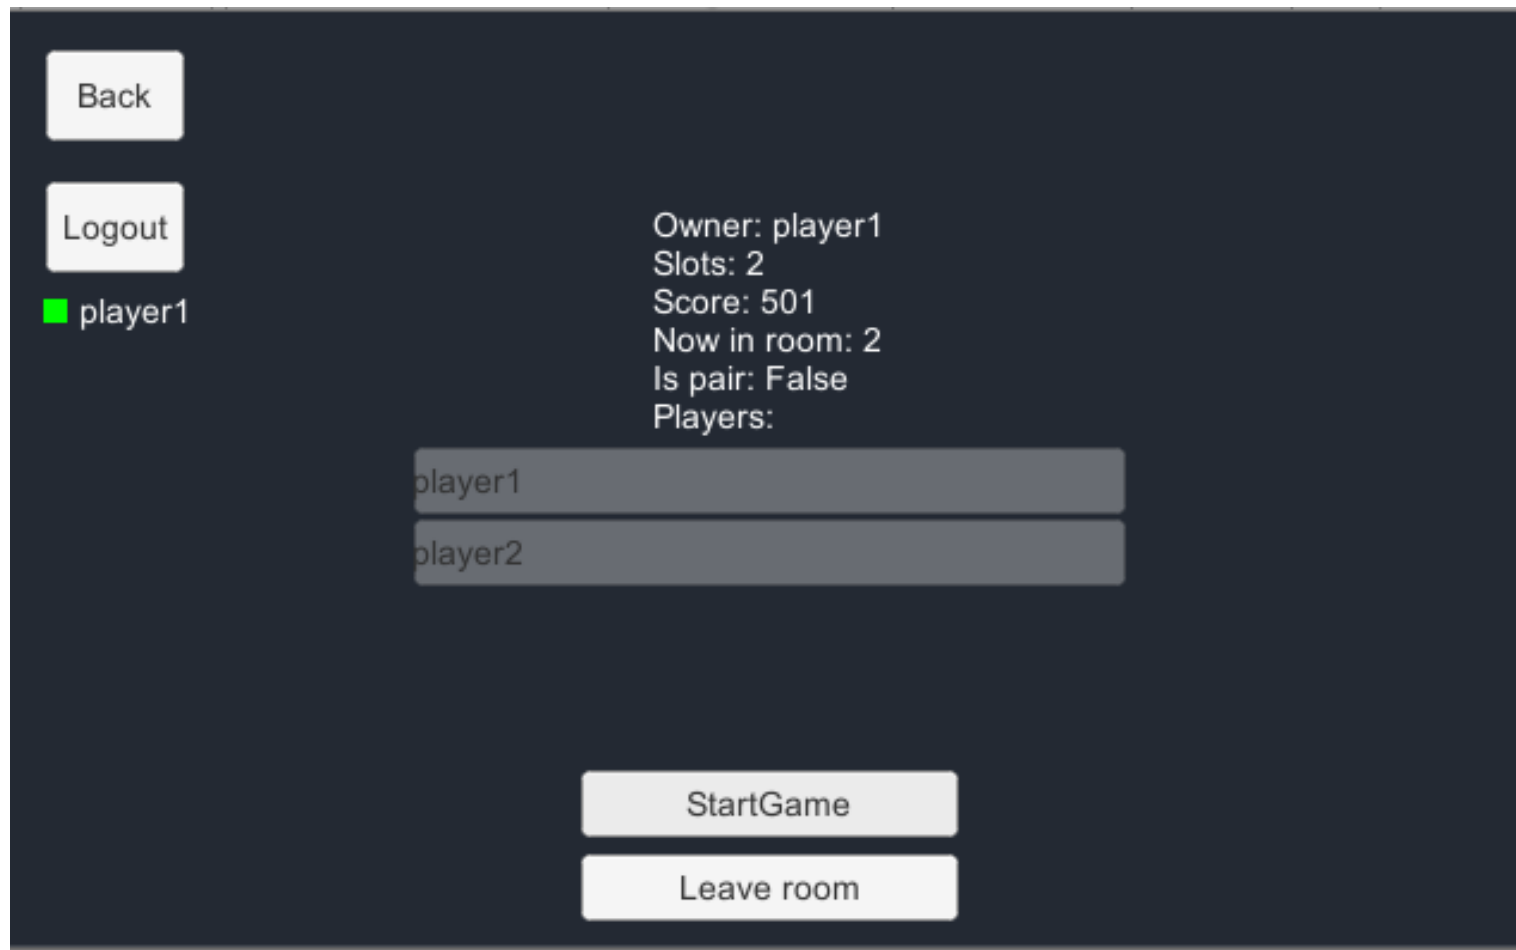 Back
Logout
player1
Owner: player1
Slots: 2
Score: 501
Now in room: 2
Is pair: False
Players:
player1
player2
StartGame
Leave room